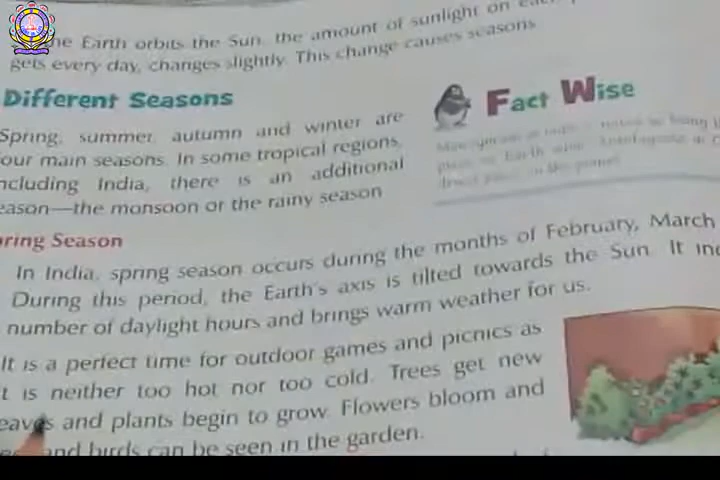 he Earth orbits the Sun, the amount of sunlight on each
gets every day, changes slightly. This change causes seasons.
Different Seasons
Spring, summer, autumn and winter are
our main seasons. In some tropical regions,
ncluding India, there is an additional
eason—the monsoon or the rainy season
Fact Wise
ring Season
In India, spring season occurs during the months of February, March
During this period, the Earth's axis is tilted towards the Sun. It inc
number of daylight hours and brings warm weather for us.
It is a perfect time for outdoor games and picnics as
t is neither too hot nor too cold. Trees get new
eaves and plants begin to grow. Flowers bloom and
and birds can be seen in the garden.